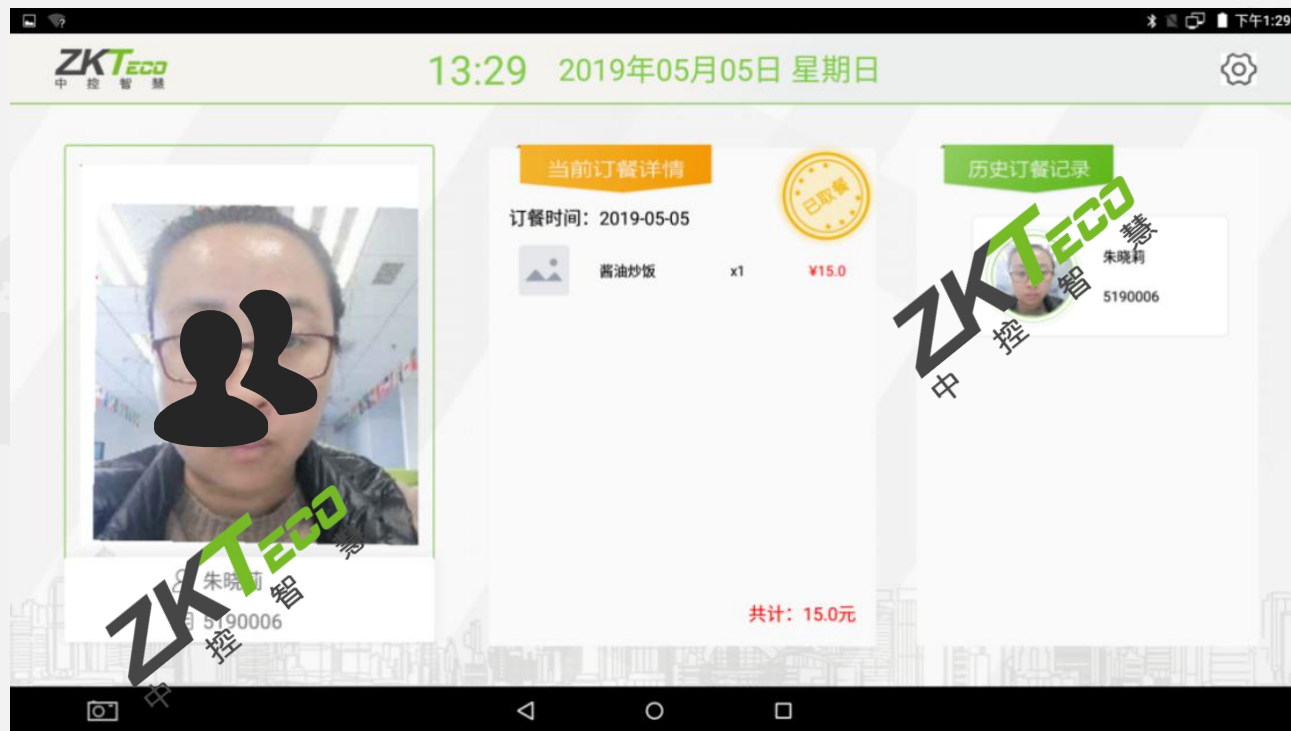 下午1:29
ZKTeco
中控智慧
13:29 2019年05月05日 星期日
当前订餐详情
已取餐
订餐时间：2019-05-05
酱油炒饭 x1 ¥15.0
共计：15.0元
历史订餐记录
朱晓莉
5190006
ZKTeco
中控智慧
朱晓莉
5190006
ZKTeco
中控智慧